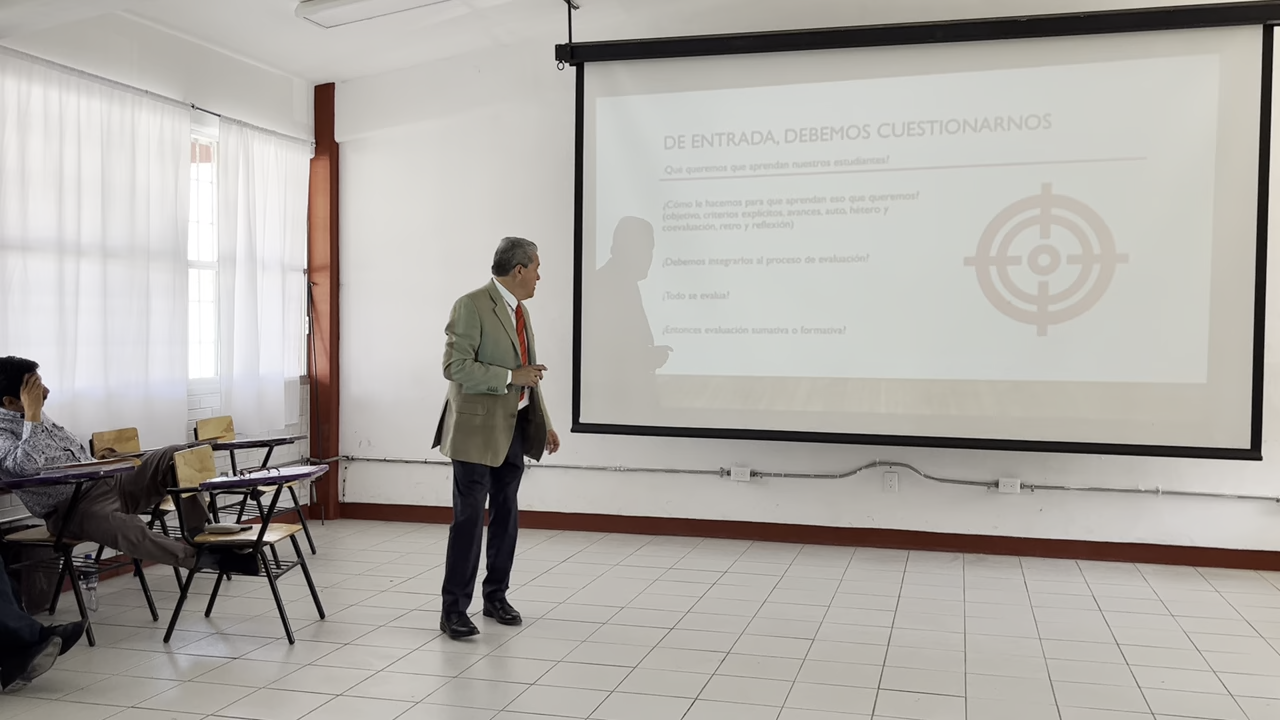 DE ENTRADA, DEBEMOS CUESTIONARNOS
Qué queremos que aprendan nuestros estudiantes?
¿Cómo le hacemos para que aprendan eso que queremos?
(objetivo, criterios explícitos, avances, auto, hétero y
coevaluación, retro y reflexión)
¿Debemos integrarlos al proceso de evaluación?
¿Todo se evalúa?
¿Entonces evaluación sumativa o formativa?